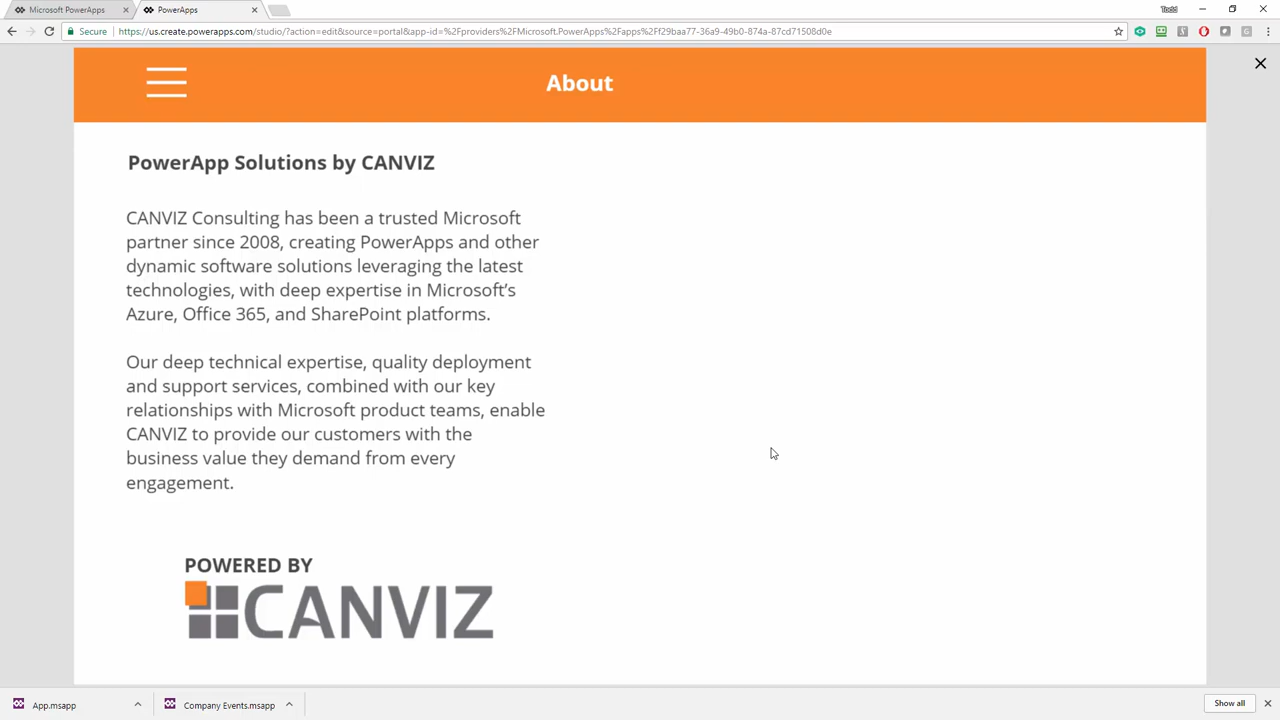 Microsoft PowerApps
PowerApps
Todd
Secure
https://us.create.powerapps.com/studio/?action=edit&source=portal&app-id=%2Fproviders%2FMicrosoft.PowerApps%2Fapps%2Ff29baa77-36a9-49b0-874a-87cd71508d0e
About
PowerApp Solutions by CANVIZ
CANVIZ Consulting has been a trusted Microsoft
partner since 2008, creating PowerApps and other
dynamic software solutions leveraging the latest
technologies, with deep expertise in Microsoft’s
Azure, Office 365, and SharePoint platforms.
Our deep technical expertise, quality deployment
and support services, combined with our key
relationships with Microsoft product teams, enable
CANVIZ to provide our customers with the
business value they demand from every
engagement.
POWERED BY
CANVIZ
App.msapp
Company Events.msapp
Show all